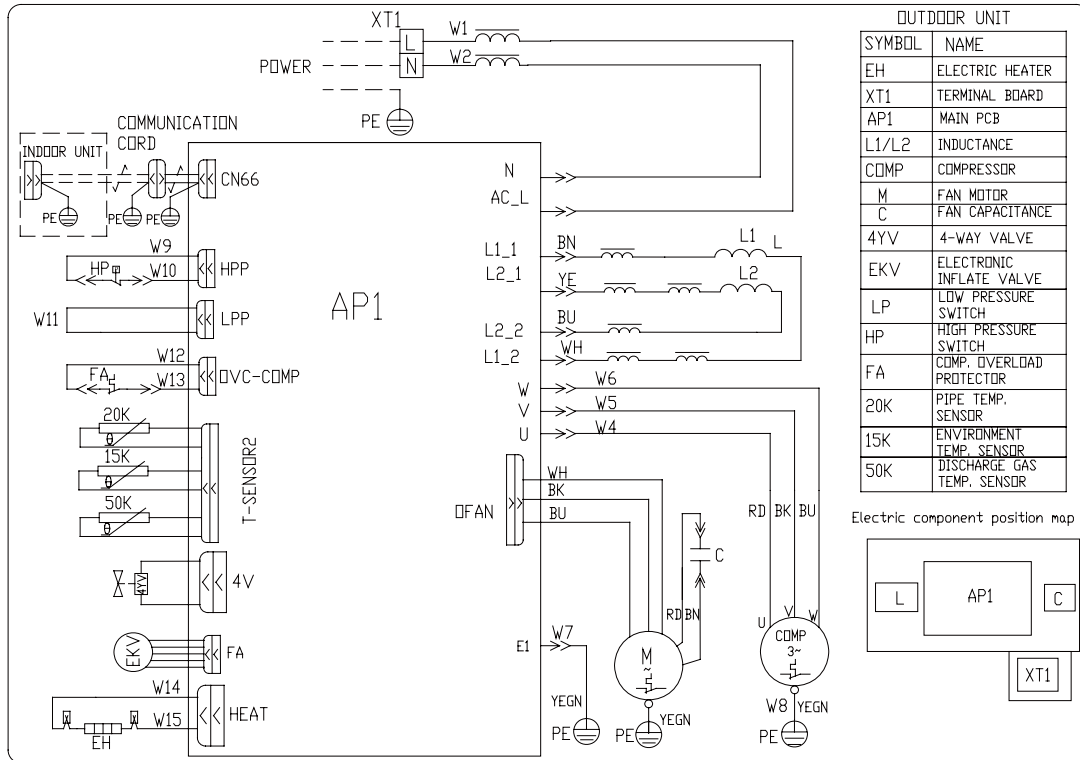 XT1
L
W1
N
W2
POWER
PE
COMMUNICATION
CORD
INDOOR UNIT
CN66
PE
PE
PE
N
AC_L
W9
HP
W10
HPP
W11
LPP
W12
FA
W13
OVC-COMP
20K
θ
15K
θ
50K
θ
T-SENSOR2
4YV
4V
EKV
FA
W14
W15
EH
HEAT
AP1
L1_1
BN
L1
L
L2_1
YE
L2
L2_2
BU
L1_2
WH
W
W6
V
W5
U
W4
OFAN
WH
BK
BU
C
RD BN
RD BK BU
E1
W7
YEGN
PE
M
~
YEGN
PE
U
V
W
COMP
3~
W8
YEGN
PE
OUTDOOR UNIT
SYMBOL NAME
EH ELECTRIC HEATER
XT1 TERMINAL BOARD
AP1 MAIN PCB
L1/L2 INDUCTANCE
COMP COMPRESSOR
M FAN MOTOR
C FAN CAPACITANCE
4YV 4-WAY VALVE
EKV ELECTRONIC
INFLATE VALVE
LP LOW PRESSURE
SWITCH
HP HIGH PRESSURE
SWITCH
FA COMP. OVERLOAD
PROTECTOR
20K PIPE TEMP.
SENSOR
15K ENVIRONMENT
TEMP. SENSOR
50K DISCHARGE GAS
TEMP. SENSOR
Electric component position map
L
AP1
C
XT1